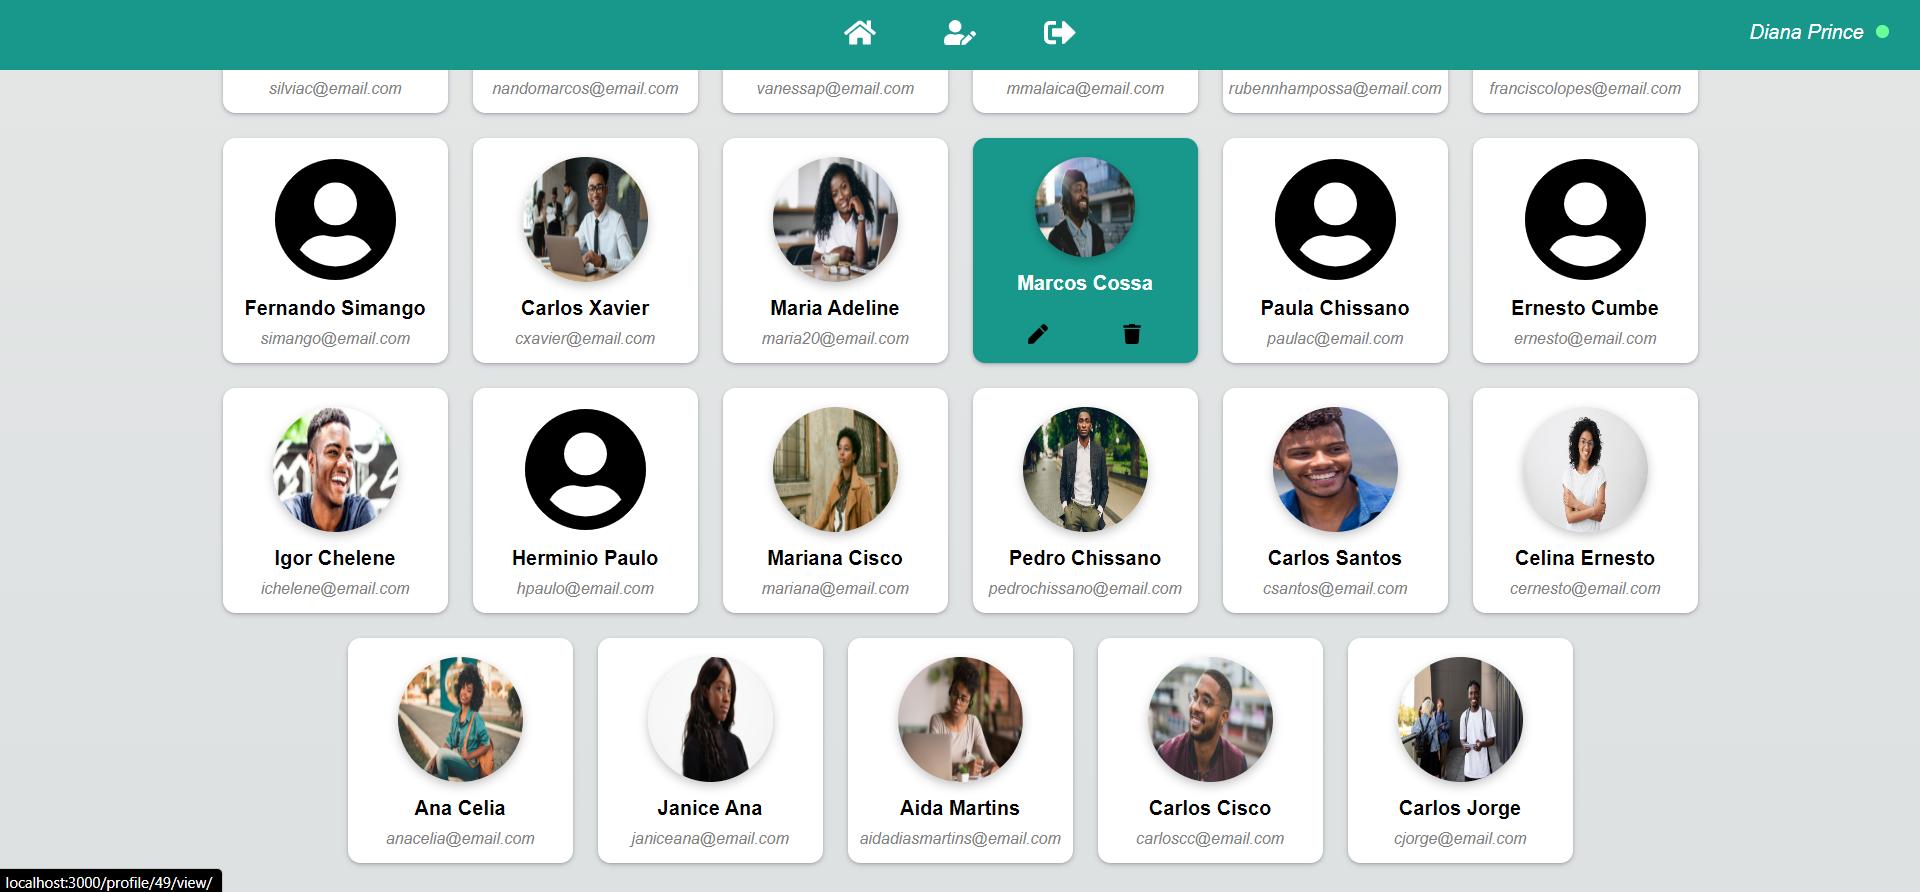 Diana Prince
silviac@email.com
nandomarcos@email.com
vanessap@email.com
mmalaica@email.com
rubennhampossa@email.com
franciscolopes@email.com
Fernando Simango
simango@email.com
Carlos Xavier
cxavier@email.com
Maria Adeline
maria20@email.com
Marcos Cossa
Paula Chissano
paulac@email.com
Ernesto Cumbe
ernesto@email.com
Igor Chelene
ichelene@email.com
Herminio Paulo
hpaulo@email.com
Mariana Cisco
mariana@email.com
Pedro Chissano
pedrochissano@email.com
Carlos Santos
csantos@email.com
Celina Ernesto
cernesto@email.com
Ana Celia
anacelia@email.com
Janice Ana
janiceana@email.com
Aida Martins
aidadiasmartins@email.com
Carlos Cisco
carloscc@email.com
Carlos Jorge
cjorge@email.com
localhost:3000/profile/49/view/